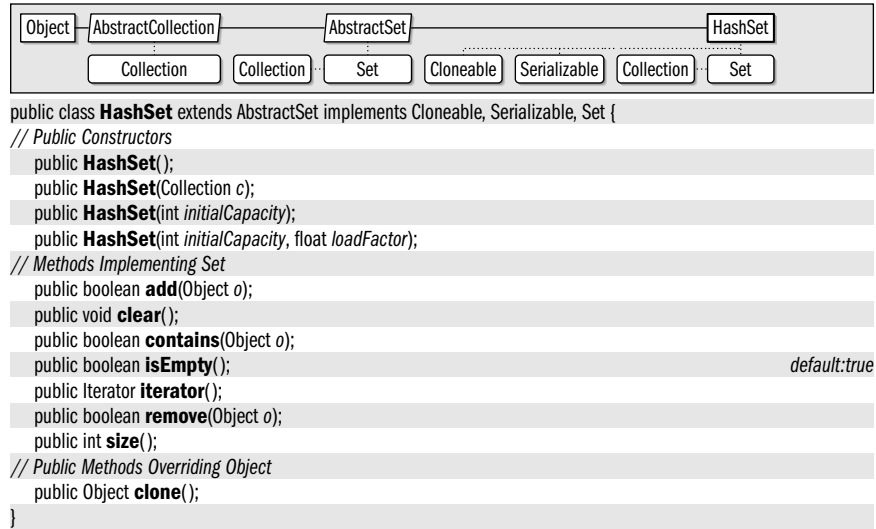 Object AbstractCollection AbstractSet HashSet
Collection Collection Set Cloneable Serializable Collection Set
public class HashSet extends AbstractSet implements Cloneable, Serializable, Set {
// Public Constructors
public HashSet();
public HashSet(Collection c);
public HashSet(int initialCapacity);
public HashSet(int initialCapacity, float loadFactor);
// Methods Implementing Set
public boolean add(Object o);
public void clear();
public boolean contains(Object o);
public boolean isEmpty(); default:true
public Iterator iterator();
public boolean remove(Object o);
public int size();
// Public Methods Overriding Object
public Object clone();
}